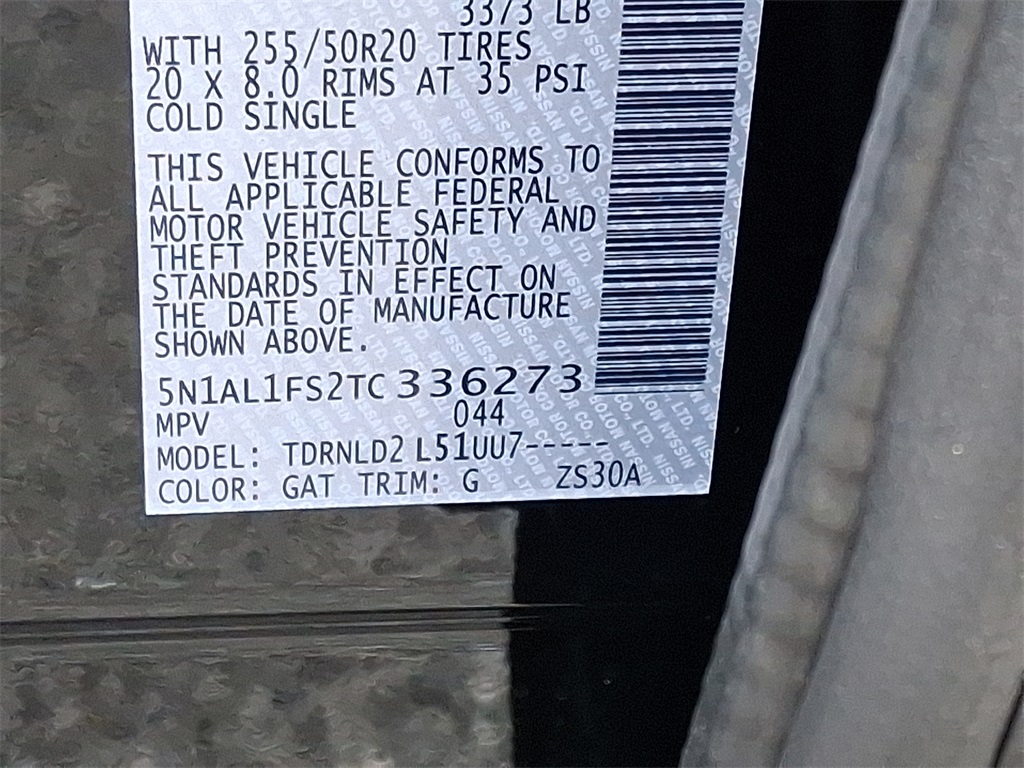 3373 LB
WITH 255/50R20 TIRES
20 X 8.0 RIMS AT 35 PSI
COLD SINGLE
THIS VEHICLE CONFORMS TO
ALL APPLICABLE FEDERAL
MOTOR VEHICLE SAFETY AND
THEFT PREVENTION
STANDARDS IN EFFECT ON
THE DATE OF MANUFACTURE
SHOWN ABOVE.
5N1AL1FS2TC336273
MPV 044
MODEL: TDRNLD2 L51UU7-----
COLOR: GAT TRIM: G ZS30A